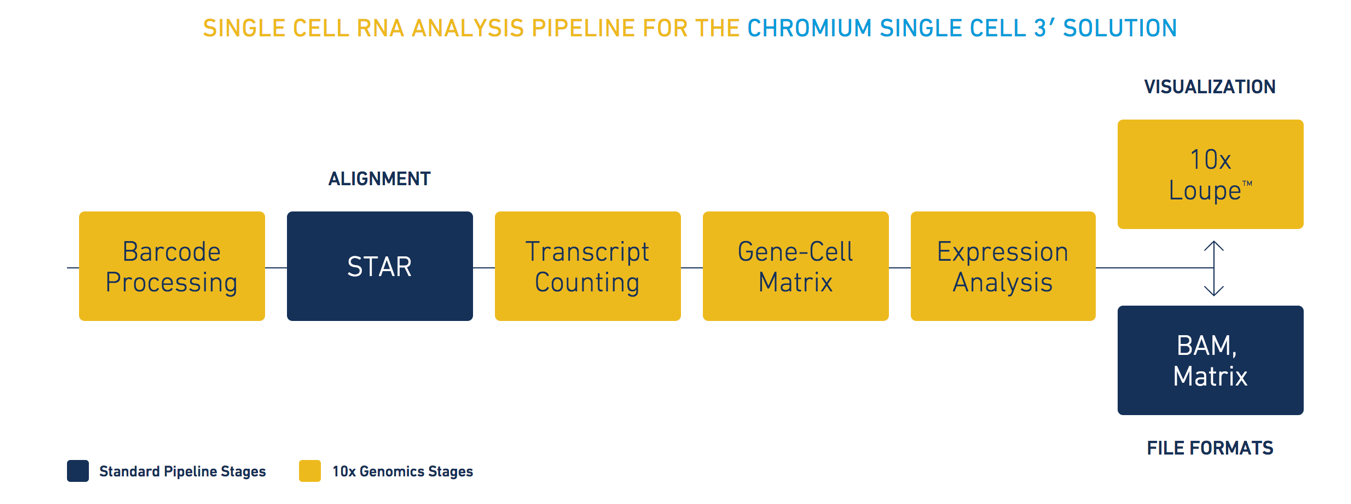 SINGLE CELL RNA ANALYSIS PIPELINE FOR THE CHROMIUM SINGLE CELL 3′ SOLUTION
VISUALIZATION
10x
Loupe™
ALIGNMENT
Barcode
Processing
STAR
Transcript
Counting
Gene-Cell
Matrix
Expression
Analysis
BAM,
Matrix
FILE FORMATS
Standard Pipeline Stages
10x Genomics Stages